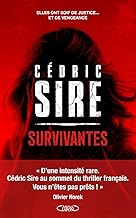 ELLES ONT SOIF DE JUSTICE...
ET DE VENGEANCE
CÉDRIC
SIRE
SURVIVANTES
« D'une intensité rare,
Cédric Sire au sommet du thriller français.
Vous n'êtes pas prêts ! »
Olivier Norek